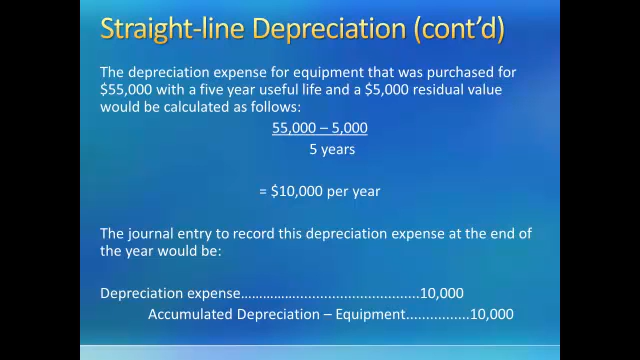 Straight-line Depreciation (cont'd)
The depreciation expense for equipment that was purchased for
$55,000 with a five year useful life and a $5,000 residual value
would be calculated as follows:
55,000 – 5,000
5 years
= $10,000 per year
The journal entry to record this depreciation expense at the end of
the year would be:
Depreciation expense…………….................................10,000
Accumulated Depreciation – Equipment................10,000